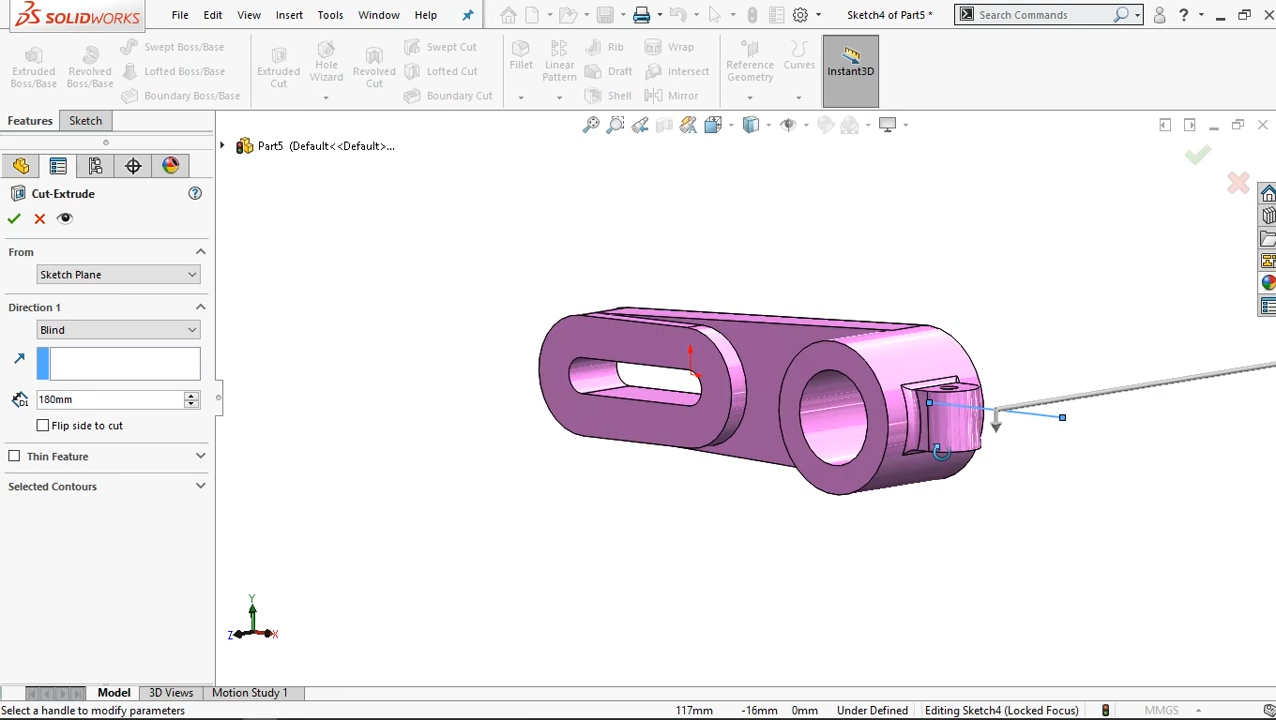 SOLIDWORKS File Edit View Insert Tools Window Help Sketch4 of Part5 * Search Commands ?
Extruded Boss/Base
Revolved Boss/Base
Swept Boss/Base
Lofted Boss/Base
Boundary Boss/Base
Extruded Cut
Hole Wizard
Revolved Cut
Swept Cut
Lofted Cut
Boundary Cut
Fillet
Linear Pattern
Rib
Draft
Shell
Wrap
Intersect
Mirror
Reference Geometry
Curves
Instant3D
Features Sketch
Part5 (Default<<Default>...
Cut-Extrude ?
From
Sketch Plane
Direction 1
Blind
D1 180mm
Flip side to cut
Thin Feature
Selected Contours
Y
Z X
Model 3D Views Motion Study 1
Select a handle to modify parameters 117mm -16mm 0mm Under Defined Editing Sketch4 (Locked Focus) MMGS